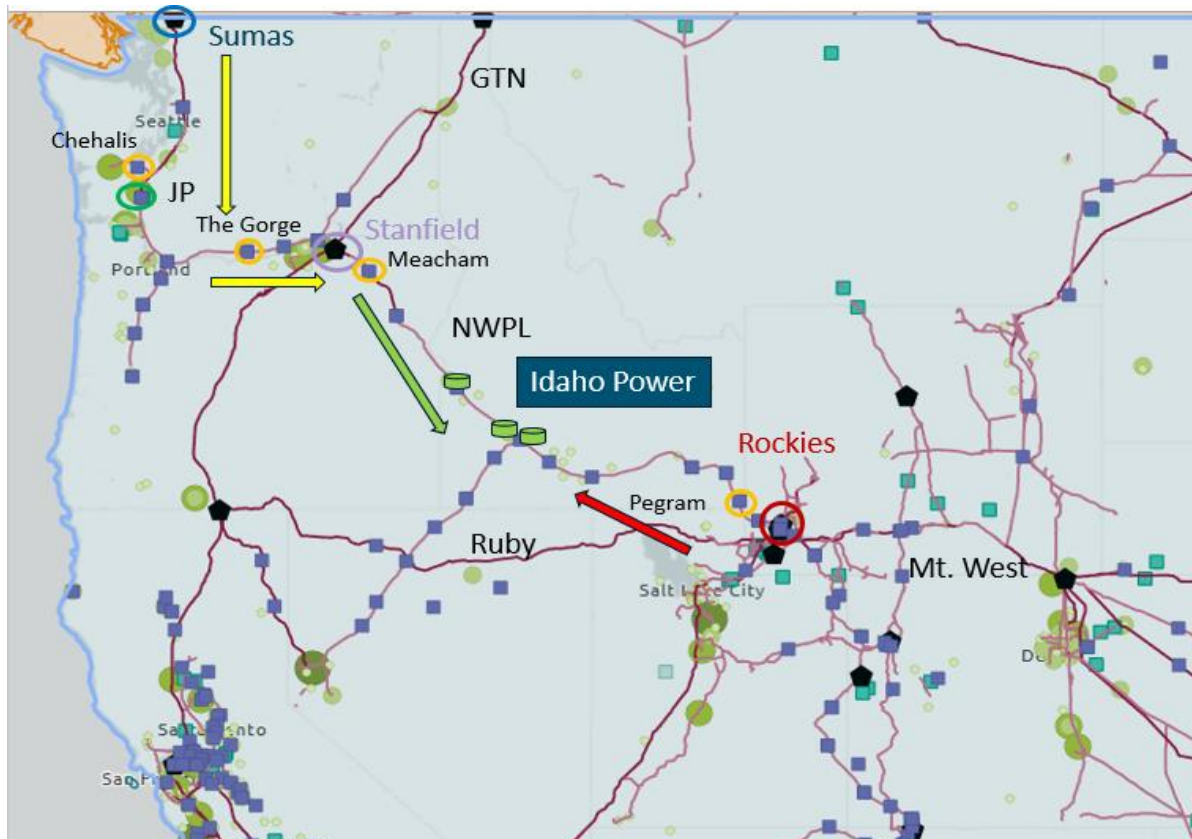 Sumas
GTN
Seattle
Chehalis
JP
The Gorge
Stanfield
Meacham
Portland
NWPL
Idaho Power
Rockies
Pegram
Ruby
Mt. West
Salt Lake City